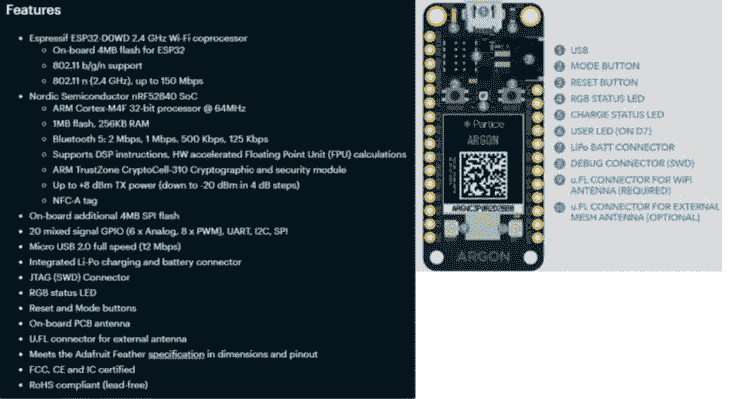 Features
Espressif ESP32-D0WD 2.4 GHz Wi-Fi coprocessor
On-board 4MB flash for ESP32
802.11 b/g/n support
802.11 n (2.4 GHz), up to 150 Mbps
Nordic Semiconductor nRF52840 SoC
ARM Cortex-M4F 32-bit processor @ 64MHz
1MB flash, 256KB RAM
Bluetooth 5: 2 Mbps, 1 Mbps, 500 Kbps, 125 Kbps
Supports DSP instructions, HW accelerated Floating Point Unit (FPU) calculations
ARM TrustZone CryptoCell-310 Cryptographic and security module
Up to +8 dBm TX power (down to -20 dBm in 4 dB steps)
NFC-A tag
On-board additional 4MB SPI flash
20 mixed signal GPIO (6 x Analog, 8 x PWM), UART, I2C, SPI
Micro USB 2.0 full speed (12 Mbps)
Integrated Li-Po charging and battery connector
JTAG (SWD) Connector
RGB status LED
Reset and Mode buttons
On-board PCB antenna
U.FL connector for external antenna
Meets the Adafruit Feather specification in dimensions and pinout
FCC, CE and IC certified
RoHS compliant (lead-free)
Particle
ARGON
ARGON
1 USB
2 MODE BUTTON
3 RESET BUTTON
4 RGB STATUS LED
5 CHARGE STATUS LED
6 USER LED (ON D7)
7 LiPo BATT CONNECTOR
8 DEBUG CONNECTOR (SWD)
9 u.FL CONNECTOR FOR WIFI
ANTENNA (REQUIRED)
10 u.FL CONNECTOR FOR EXTERNAL
MESH ANTENNA (OPTIONAL)